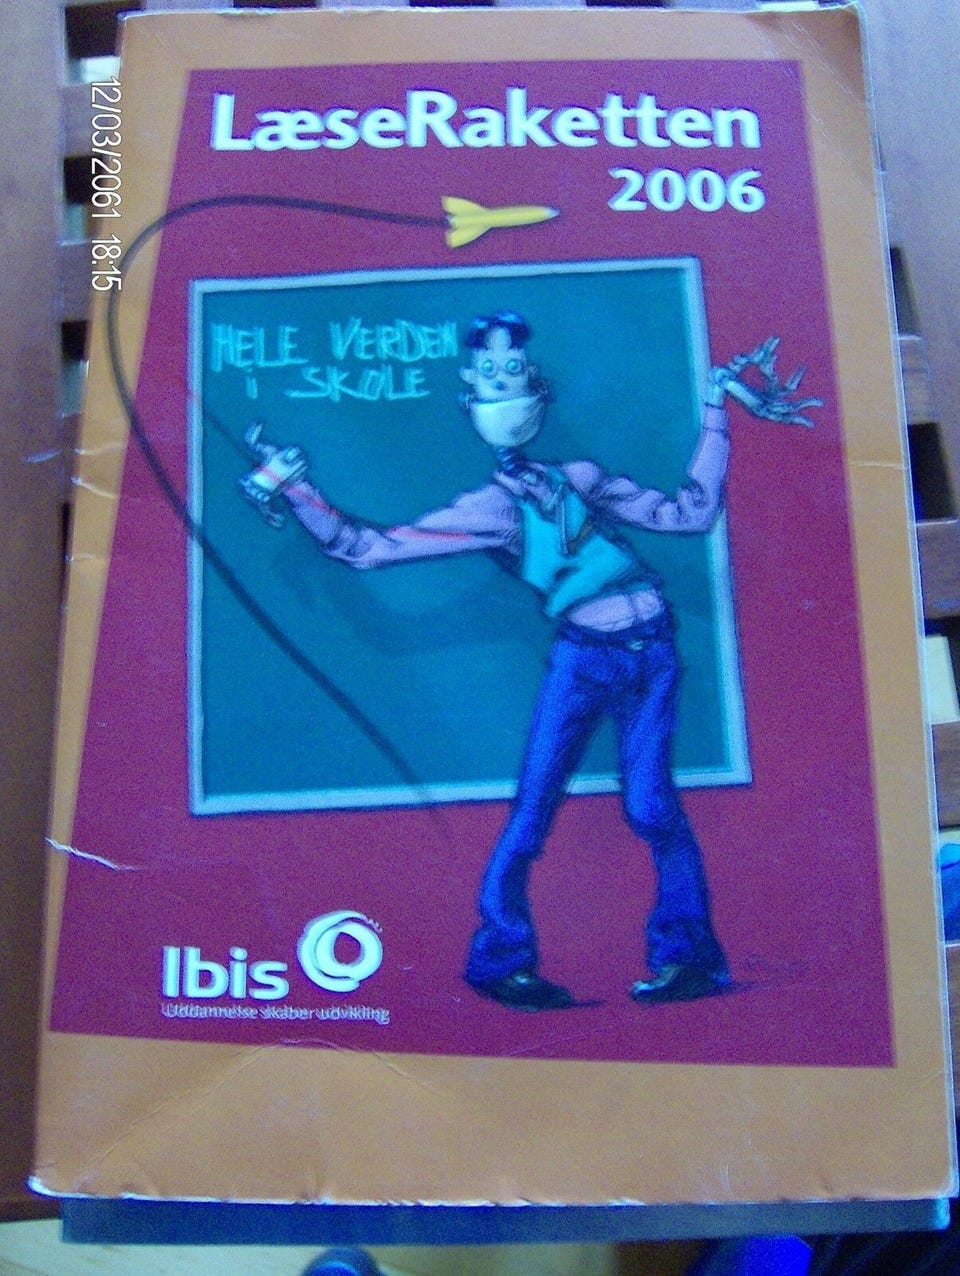 LæseRaketten
2006
HELE VERDEN
i SKOLE
Ibis
Uddannelse skaber udvikling
12/03/2061 18:15